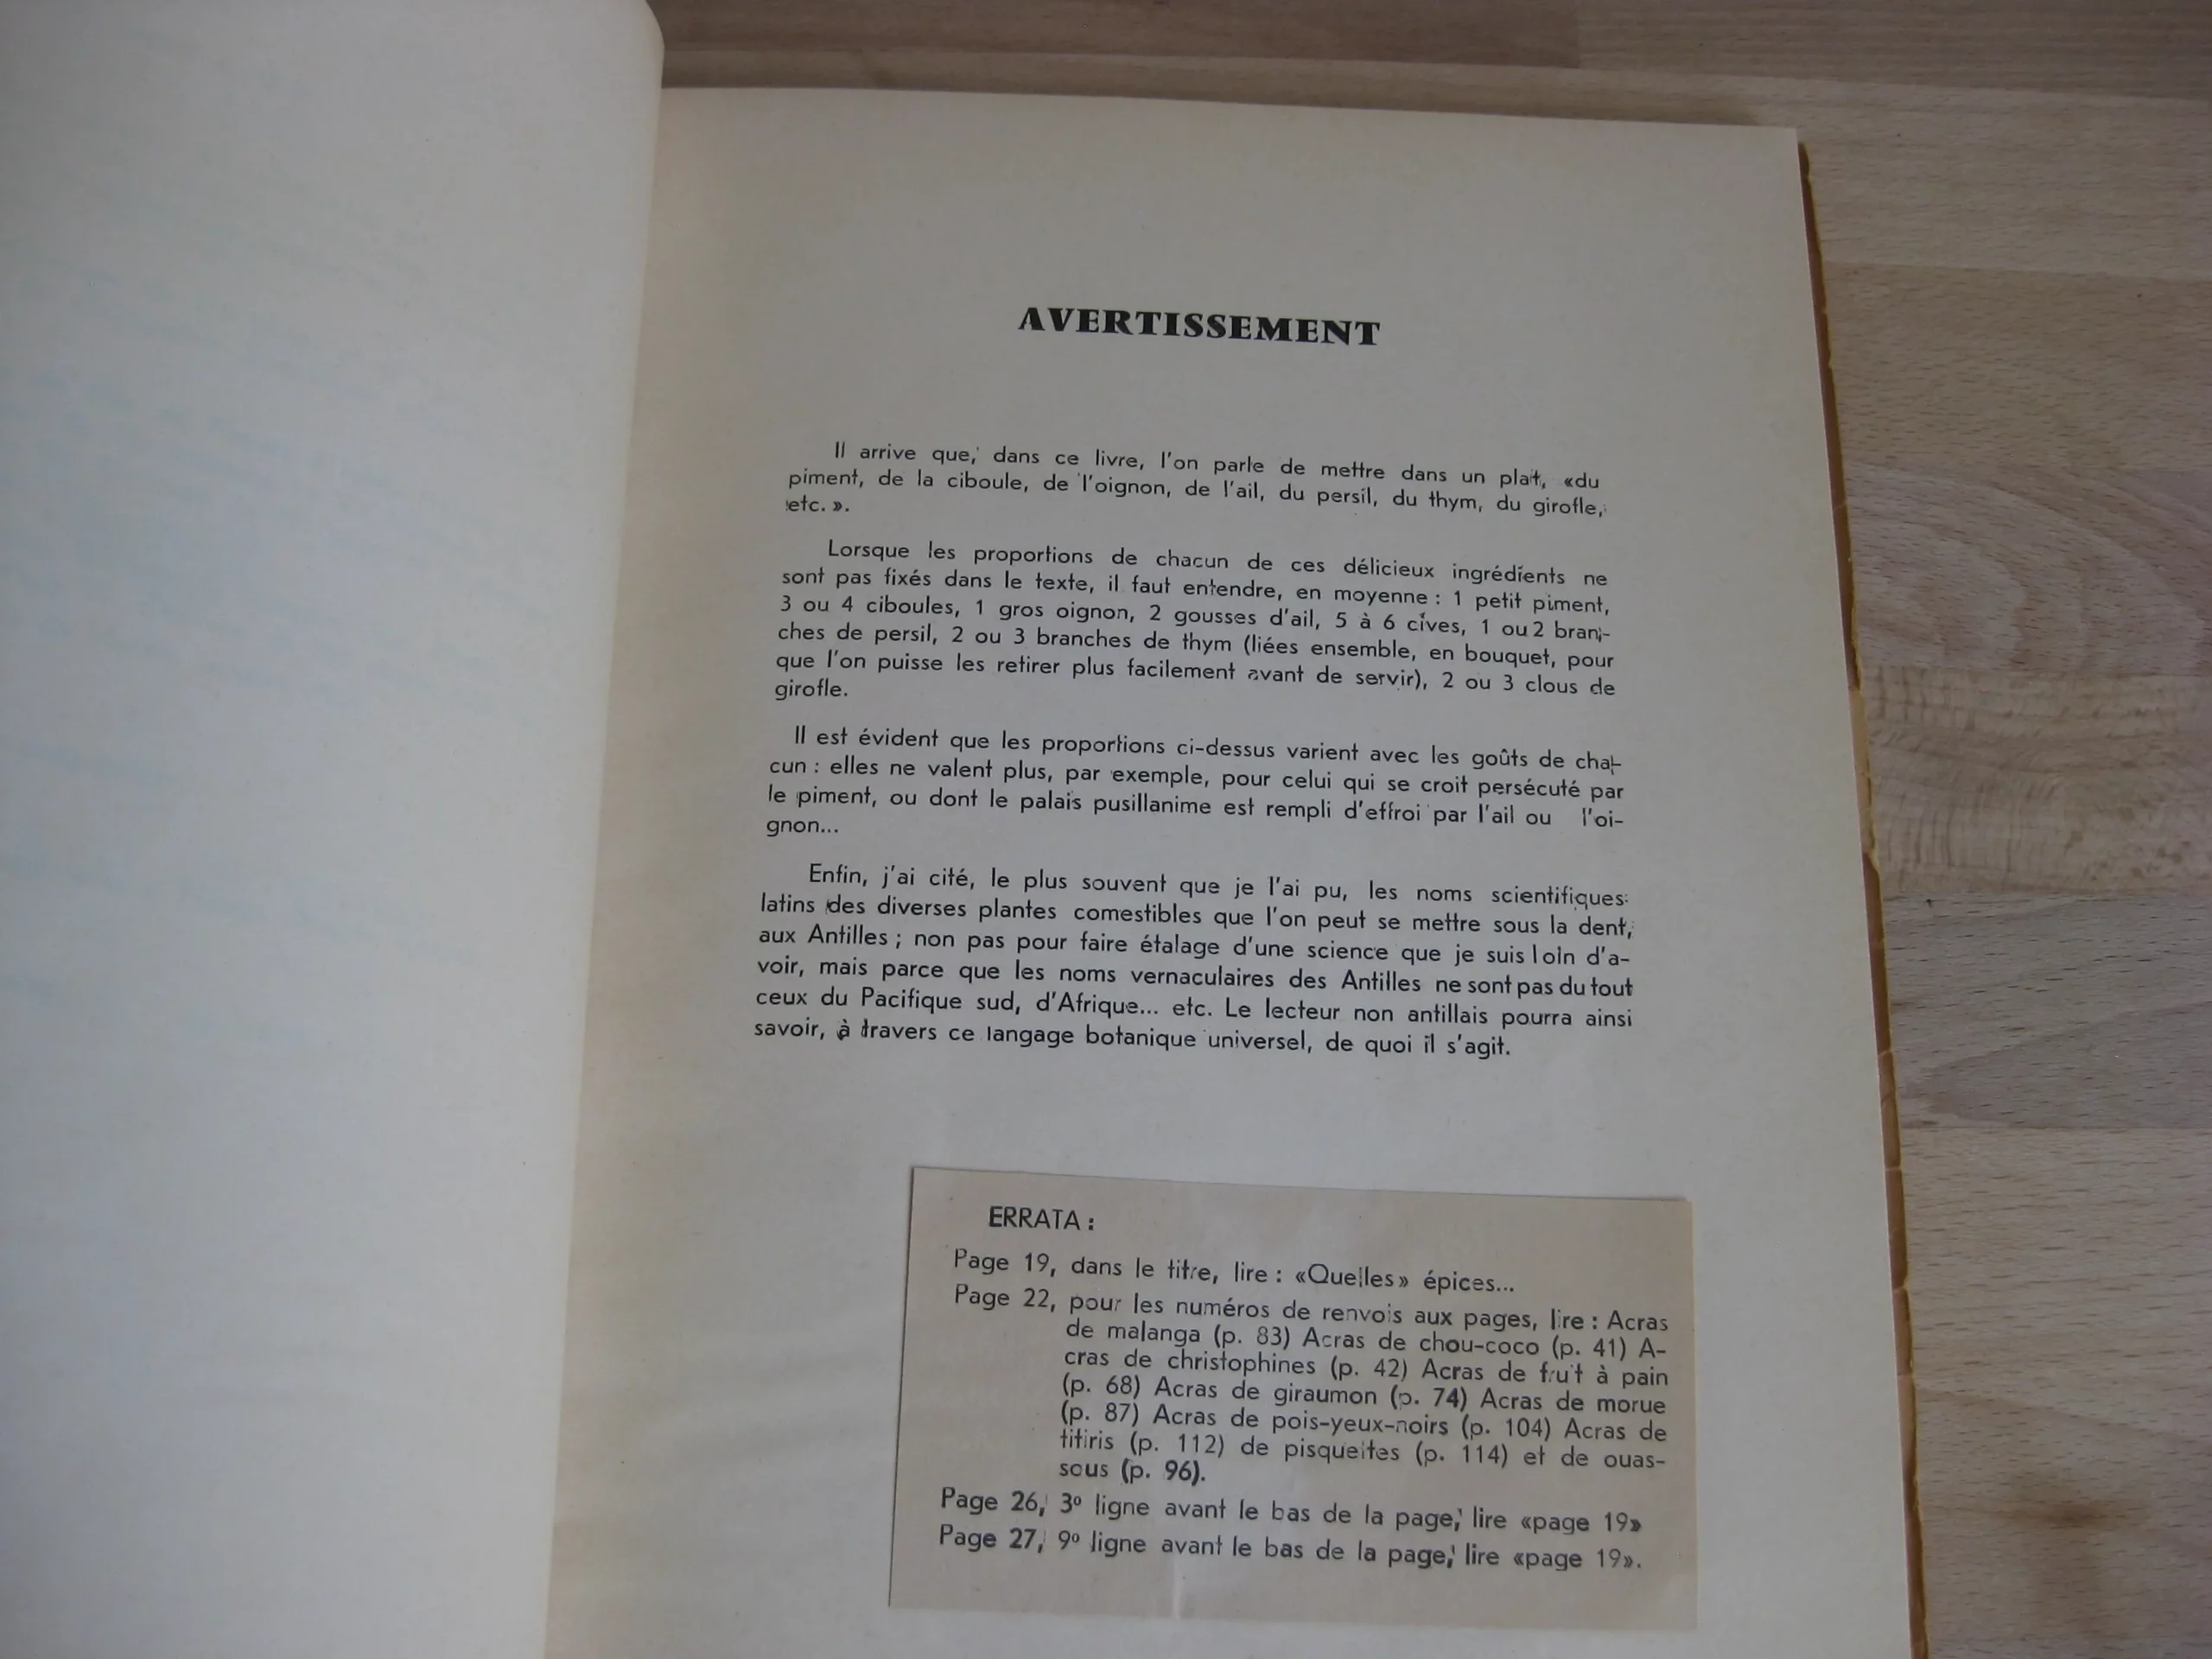 AVERTISSEMENT
Il arrive que, dans ce livre, l'on parle de mettre dans un plat, «du
piment, de la ciboule, de l'oignon, de l'ail, du persil, du thym, du girofle,
etc. ».
Lorsque les proportions de chacun de ces délicieux ingrédients ne
sont pas fixés dans le texte, il faut entendre, en moyenne : 1 petit piment,
3 ou 4 ciboules, 1 gros oignon, 2 gousses d'ail, 5 à 6 cives, 1 ou 2 bran-
ches de persil, 2 ou 3 branches de thym (liées ensemble, en bouquet, pour
que l'on puisse les retirer plus facilement avant de servir), 2 ou 3 clous de
girofle.
Il est évident que les proportions ci-dessus varient avec les goûts de cha-
cun : elles ne valent plus, par exemple, pour celui qui se croit persécuté par
le piment, ou dont le palais pusillanime est rempli d'effroi par l'ail ou l'oi-
gnon...
Enfin, j'ai cité, le plus souvent que je l'ai pu, les noms scientifiques
latins des diverses plantes comestibles que l'on peut se mettre sous la dent,
aux Antilles ; non pas pour faire étalage d'une science que je suis loin d'a-
voir, mais parce que les noms vernaculaires des Antilles ne sont pas du tout
ceux du Pacifique sud, d'Afrique... etc. Le lecteur non antillais pourra ainsi
savoir, à travers ce langage botanique universel, de quoi il s'agit.
ERRATA :
Page 19, dans le titre, lire : «Quelles» épices...
Page 22, pour les numéros de renvois aux pages, lire : Acras
de malanga (p. 83) Acras de chou-coco (p. 41) A-
cras de christophines (p. 42) Acras de fruit à pain
(p. 68) Acras de giraumon (p. 74) Acras de morue
(p. 87) Acras de pois-yeux-noirs (p. 104) Acras de
titiris (p. 112) de pisquettes (p. 114) et de ouas-
sous (p. 96).
Page 26, 3º ligne avant le bas de la page, lire «page 19»
Page 27, 9º ligne avant le bas de la page, lire «page 19».